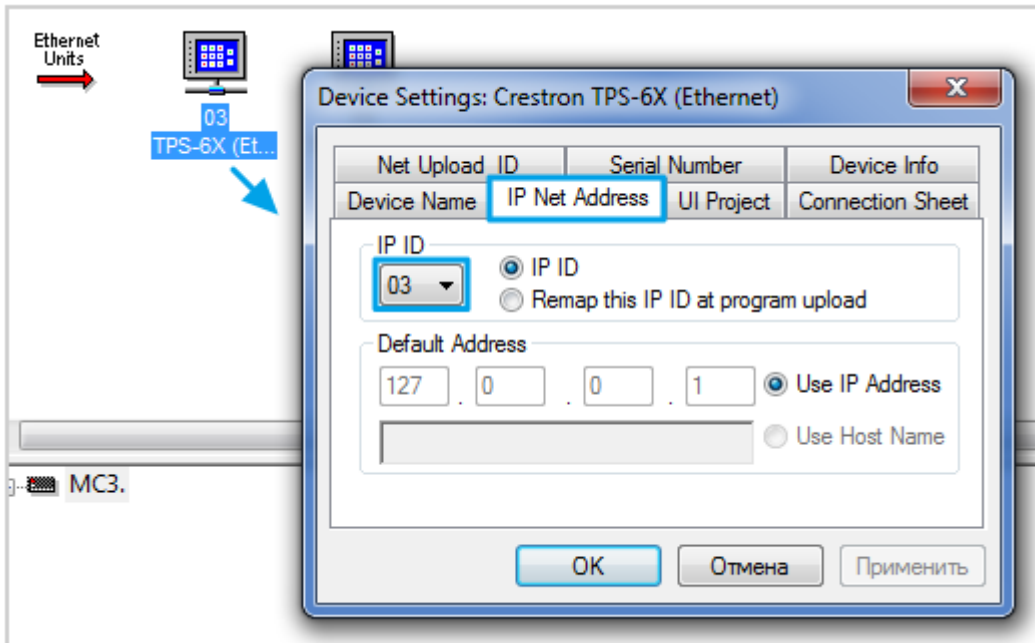 Ethernet
Units
03
TPS-6X (Et...
Device Settings: Crestron TPS-6X (Ethernet)
Net Upload ID
Serial Number
Device Info
Device Name
IP Net Address
UI Project
Connection Sheet
IP ID
03
IP ID
Remap this IP ID at program upload
Default Address
127 . 0 . 0 . 1
Use IP Address
Use Host Name
MC3.
OK
Отмена
Применить